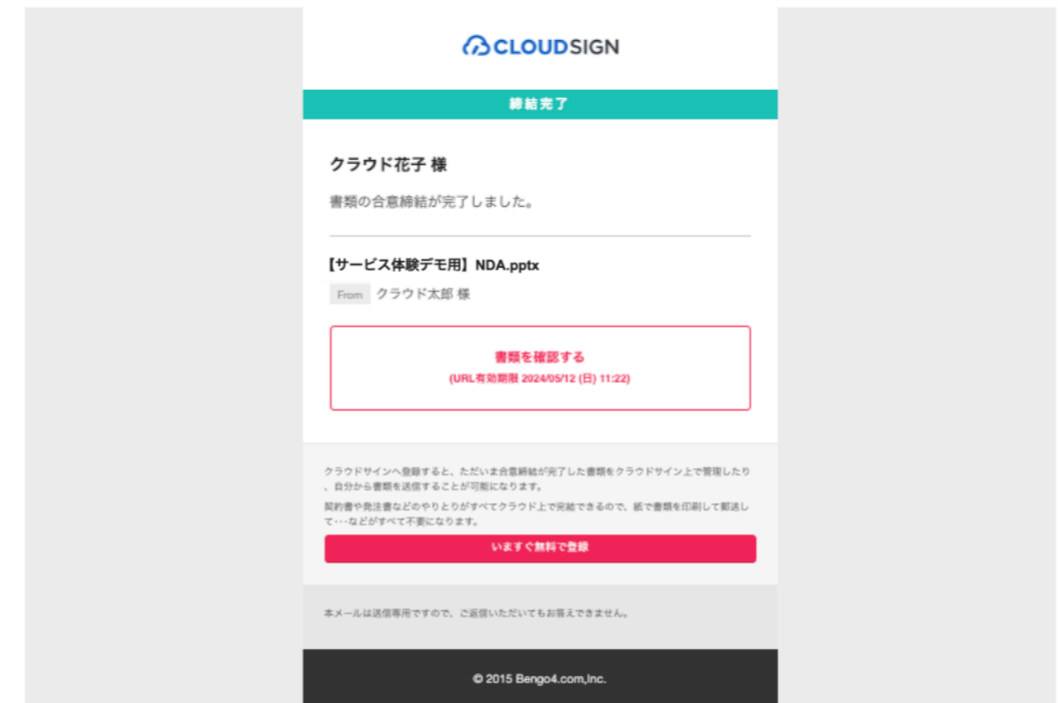 CLOUDSIGN
締結完了
クラウド花子 様
書類の合意締結が完了しました。
【サービス体験デモ用】NDA.pptx
From クラウド太郎 様
書類を確認する
(URL有効期限 2024/05/12 (日) 11:22)
クラウドサインへ登録すると、ただいま合意締結が完了した書類をクラウドサイン上で管理したり
、自分から書類を送信することが可能になります。
契約書や発注書などのやりとりがすべてクラウド上で完結できるので、紙で書類を印刷して郵送し
て･･･などがすべて不要になります。
いますぐ無料で登録
本メールは送信専用ですので、ご返信いただいてもお答えできません。
© 2015 Bengo4.com,Inc.